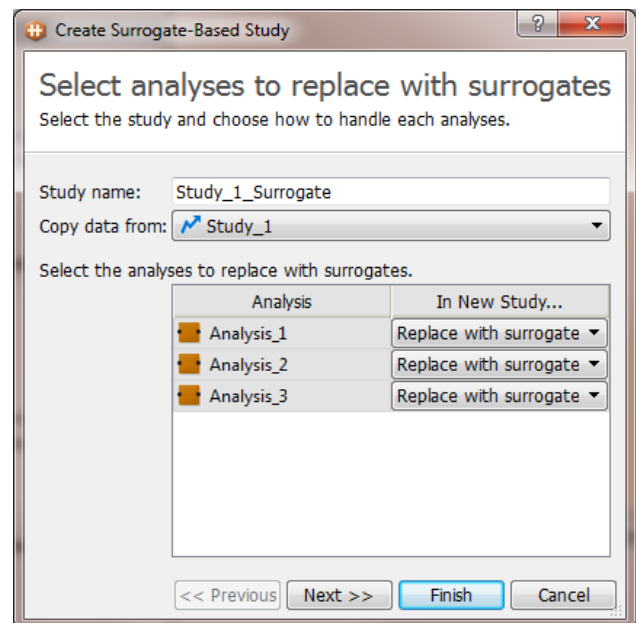 Create Surrogate-Based Study
Select analyses to replace with surrogates
Select the study and choose how to handle each analyses.
Study name: Study_1_Surrogate
Copy data from: Study_1
Select the analyses to replace with surrogates.
Analysis In New Study...
Analysis_1 Replace with surrogate
Analysis_2 Replace with surrogate
Analysis_3 Replace with surrogate
<< Previous Next >> Finish Cancel